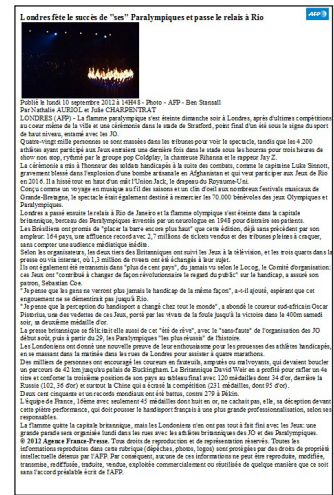 Londres fête le succès de "ses" Paralympiques et passe le relais à Rio
AFP
Publié le lundi 10 septembre 2012 à 14H48 - Photo - AFP - Ben Stansall
Par Nathalie AURIOL et Julie CHARPENTRAT
LONDRES (AFP) - La flamme paralympique s'est éteinte dimanche soir à Londres, après d'ultimes compétitions
au coeur même de la ville et une cérémonie dans le stade de Stratford, point final d'un été sous le signe du sport
de haut niveau, entamé avec les JO.
Quatre-vingt mille personnes se sont massées dans les tribunes pour voir le spectacle, tandis que les 4.200
athlètes ayant participé aux Jeux entraient une dernière fois dans le stade sous les hourras pour trois heures de
show non stop, rythmé par le groupe pop Coldplay, la chanteuse Rihanna et le rappeur Jay Z.
La cérémonie a mis à l'honneur des soldats handicapés à la suite des combats, comme le capitaine Luke Sinnott,
gravement blessé dans l'explosion d'une bombe artisanale en Afghanistan et qui veut participer aux Jeux de Rio
en 2016. Il a hissé tout en haut d'un mât l'Union Jack, le drapeau du Royaume-Uni.
Conçu comme un voyage en musique au fil des saisons et un clin d'oeil aux nombreux festivals musicaux de
Grande-Bretagne, le spectacle était également destiné à remercier les 70.000 bénévoles des jeux Olympiques et
Paralympiques.
Londres a passé ensuite le relais à Rio de Janeiro et la flamme olympique s'est éteinte dans la capitale
britannique, berceau des Paralympiques inventés par un neurologue en 1948 pour distraire ses patients.
Les Brésiliens ont promis de "placer la barre encore plus haut" que cette édition, déjà sans précédent par son
ampleur: 164 pays, une affluence record avec 2,7 millions de tickets vendus et des tribunes pleines à craquer,
sans compter une audience médiatique inédite.
Selon les organisateurs, les deux tiers des Britanniques ont suivi les Jeux à la télévision, et les trois quarts dans la
presse ou via internet, où 1,3 million de tweets ont été échangés à leur sujet.
Ils ont également été retransmis dans "plus de cent pays", du jamais vu selon le Locog, le Comité d'organisation:
ces Jeux ont "contribué à changer de façon révolutionnaire le regard du public" sur le handicap, a assuré son
patron, Sebastian Coe.
"Je pense que les gens ne verront plus jamais le handicap de la même façon", a-t-il ajouté, espérant que cet
engouement ne se démentirait pas jusqu'à Rio.
"Je pense que la perception du handicap a changé chez tout le monde", a abondé le coureur sud-africain Oscar
Pistorius, une des vedettes de ces Jeux, porté par les vivas de la foule jusqu'à la victoire dans le 400m samedi
soir, sa deuxième médaille d'or.
La presse britannique se félicitait elle aussi de cet "été de rêve", avec le "sans-faute" de l'organisation des JO
début août, puis à partir du 29, les Paralympiques "les plus réussis" de l'histoire.
Les Londoniens ont donné une nouvelle preuve de leur enthousiasme pour les prouesses des athlètes handicapés,
en se massant dans la matinée dans les rues de Londres pour assister à quatre marathons.
Des milliers de personnes ont encouragé les coureurs en fauteuils, amputés ou malvoyants, qui devaient boucler
un parcours de 42 km jusqu'au palais de Buckingham. Le Britannique David Weir en a profité pour rafler un 4e
titre et conforter la troisième position de son pays au tableau final avec 120 médailles dont 34 d'or, derrière la
Russie (102, 36 d'or) et surtout la Chine qui a écrasé la compétition (231 médailles, dont 95 d'or).
Deux cent cinquante et un records mondiaux ont été battus, contre 279 à Pékin.
L'équipe de France, 16ème avec seulement 45 médailles dont huit en or, ne cachait pas, elle, sa déception devant
cette piètre performance, qui doit pousser le handisport français à une plus grande professionnalisation, selon ses
responsables.
La flamme quitte la capitale britannique, mais les Londoniens n'en ont pas tout à fait fini avec les Jeux: une
grande parade sera organisée lundi dans les rues avec les athlètes britanniques des JO et des Paralympiques.
© 2012 Agence France-Presse. Tous droits de reproduction et de représentation réservés. Toutes les
informations reproduites dans cette rubrique (dépêches, photos, logos) sont protégées par des droits de propriété
intellectuelle détenus par l'AFP. Par conséquent, aucune de ces informations ne peut être reproduite, modifiée,
transmise, rediffusée, traduite, vendue, exploitée commercialement ou réutilisée de quelque manière que ce soit
sans l'accord préalable écrit de l'AFP.